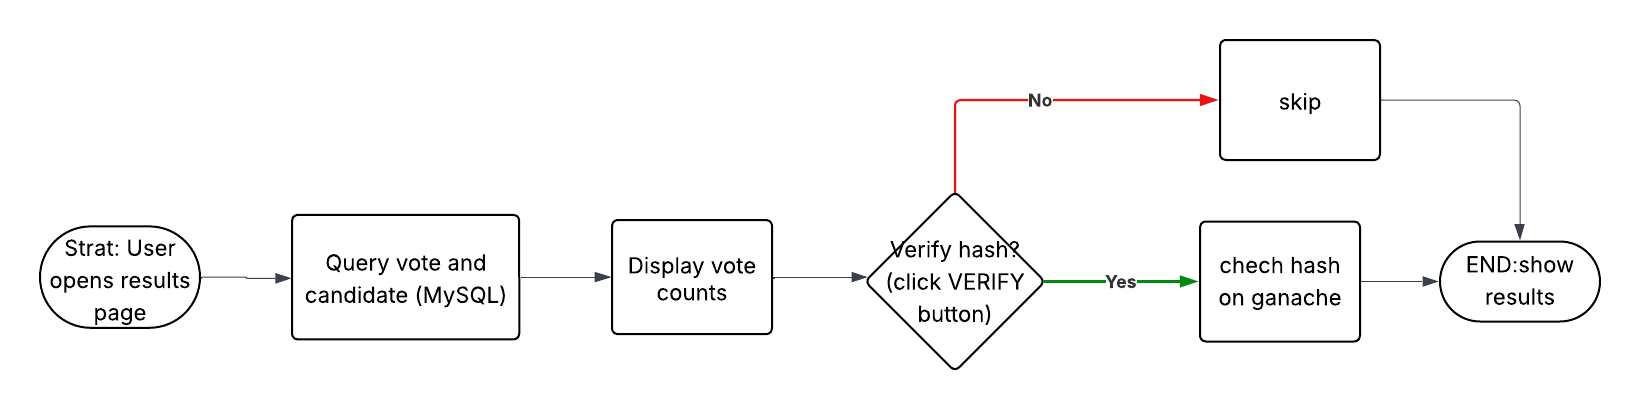 Strat: User
opens results
page
Query vote and
candidate (MySQL)
Display vote
counts
Verify hash?
(click VERIFY
button)
No
skip
Yes
chech hash
on ganache
END:show
results